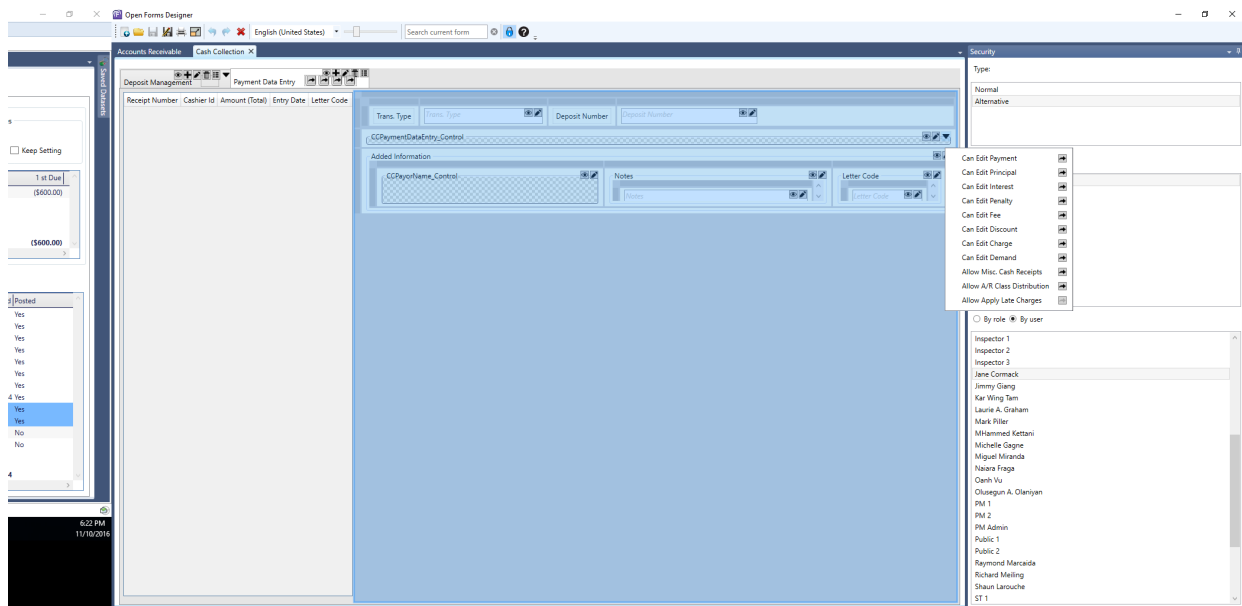 Open Forms Designer
English (United States)
Search current form
Accounts Receivable
Cash Collection
Security
Saved Datasets
Deposit Management
Payment Data Entry
Type:
Normal
Alternative
Receipt Number
Cashier Id
Amount (Total)
Entry Date
Letter Code
Trans. Type
Trans. Type
Deposit Number
Deposit Number
CCPaymentDataEntry_Control
Added Information
CCPayorName_Control
Notes
Notes
Letter Code
Letter Code
Can Edit Payment
Can Edit Principal
Can Edit Interest
Can Edit Penalty
Can Edit Fee
Can Edit Discount
Can Edit Charge
Can Edit Demand
Allow Misc. Cash Receipts
Allow A/R Class Distribution
Allow Apply Late Charges
By role
By user
Inspector 1
Inspector 2
Inspector 3
Jane Cormack
Jimmy Giang
Kar Wing Tam
Laurie A. Graham
Mark Piller
MHammed Kettani
Michelle Gagne
Miguel Miranda
Naiara Fraga
Oanh Vu
Olusegun A. Olaniyan
PM 1
PM 2
PM Admin
Public 1
Public 2
Raymond Marcaida
Richard Meiling
Shaun Larouche
ST 1
s
Keep Setting
1 st Due
($600.00)
($600.00)
d Posted
Yes
Yes
Yes
Yes
Yes
Yes
Yes
4 Yes
Yes
Yes
No
No
4
6:22 PM
11/10/2016